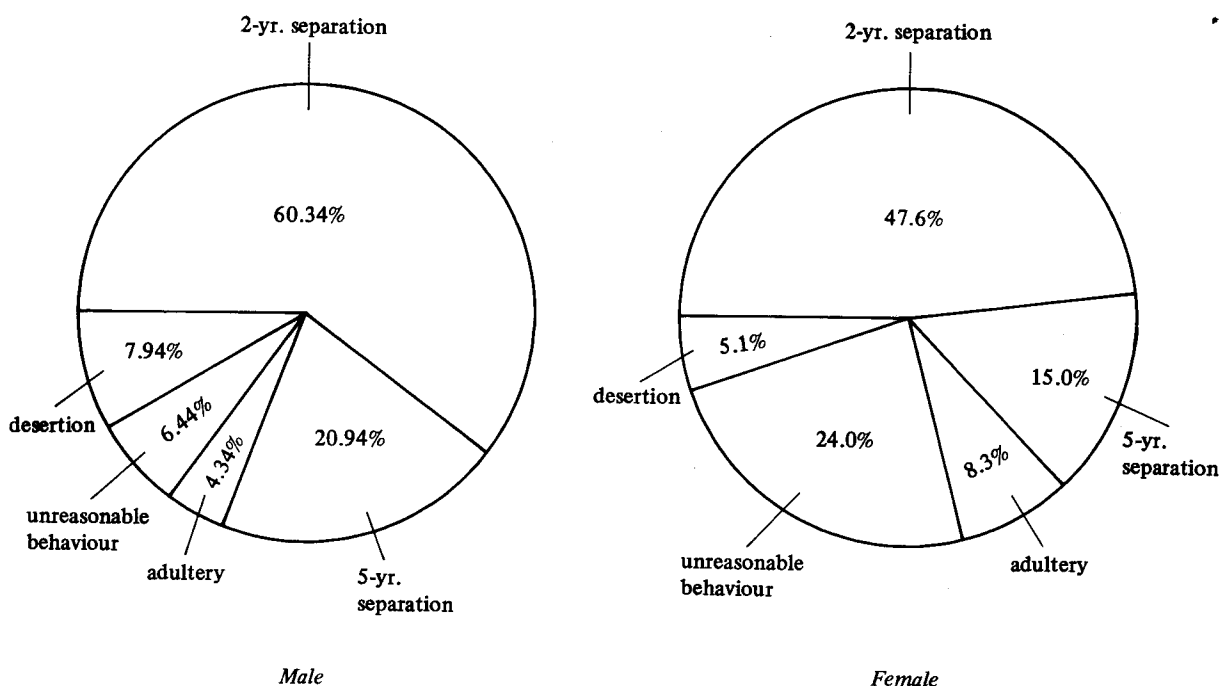 2-yr. separation
60.34%
7.94%
desertion
6.44%
unreasonable
behaviour
4.34%
adultery
20.94%
5-yr.
separation
Male
2-yr. separation
47.6%
5.1%
desertion
24.0%
unreasonable
behaviour
8.3%
adultery
15.0%
5-yr.
separation
Female